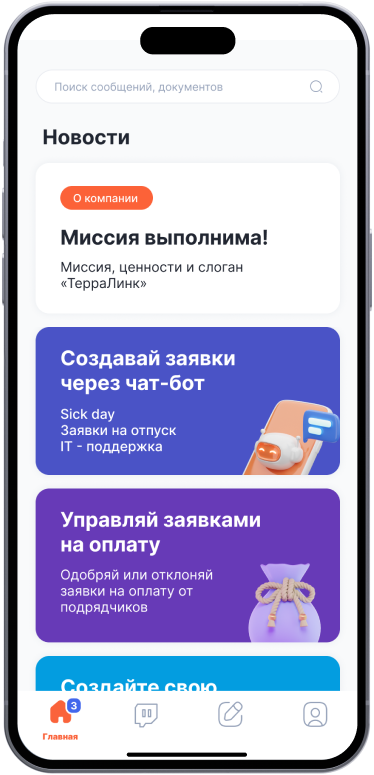 Поиск сообщений, документов
Новости
О компании
Миссия выполнима!
Миссия, ценности и слоган
«ТерраЛинк»
Создавай заявки
через чат-бот
Sick day
Заявки на отпуск
IT - поддержка
Управляй заявками
на оплату
Одобряй или отклоняй
заявки на оплату от
подрядчиков
Создайте свою
3
Главная